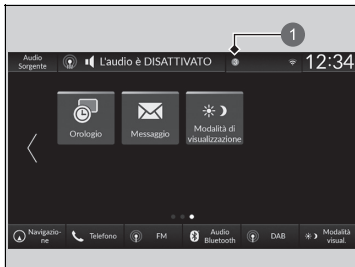 1
Audio
Sorgente
L'audio è DISATTIVATO
12:34
Orologio
Messaggio
Modalità di
visualizzazione
Navigazio-
ne
Telefono
FM
Audio
Bluetooth
DAB
Modalità
visual.